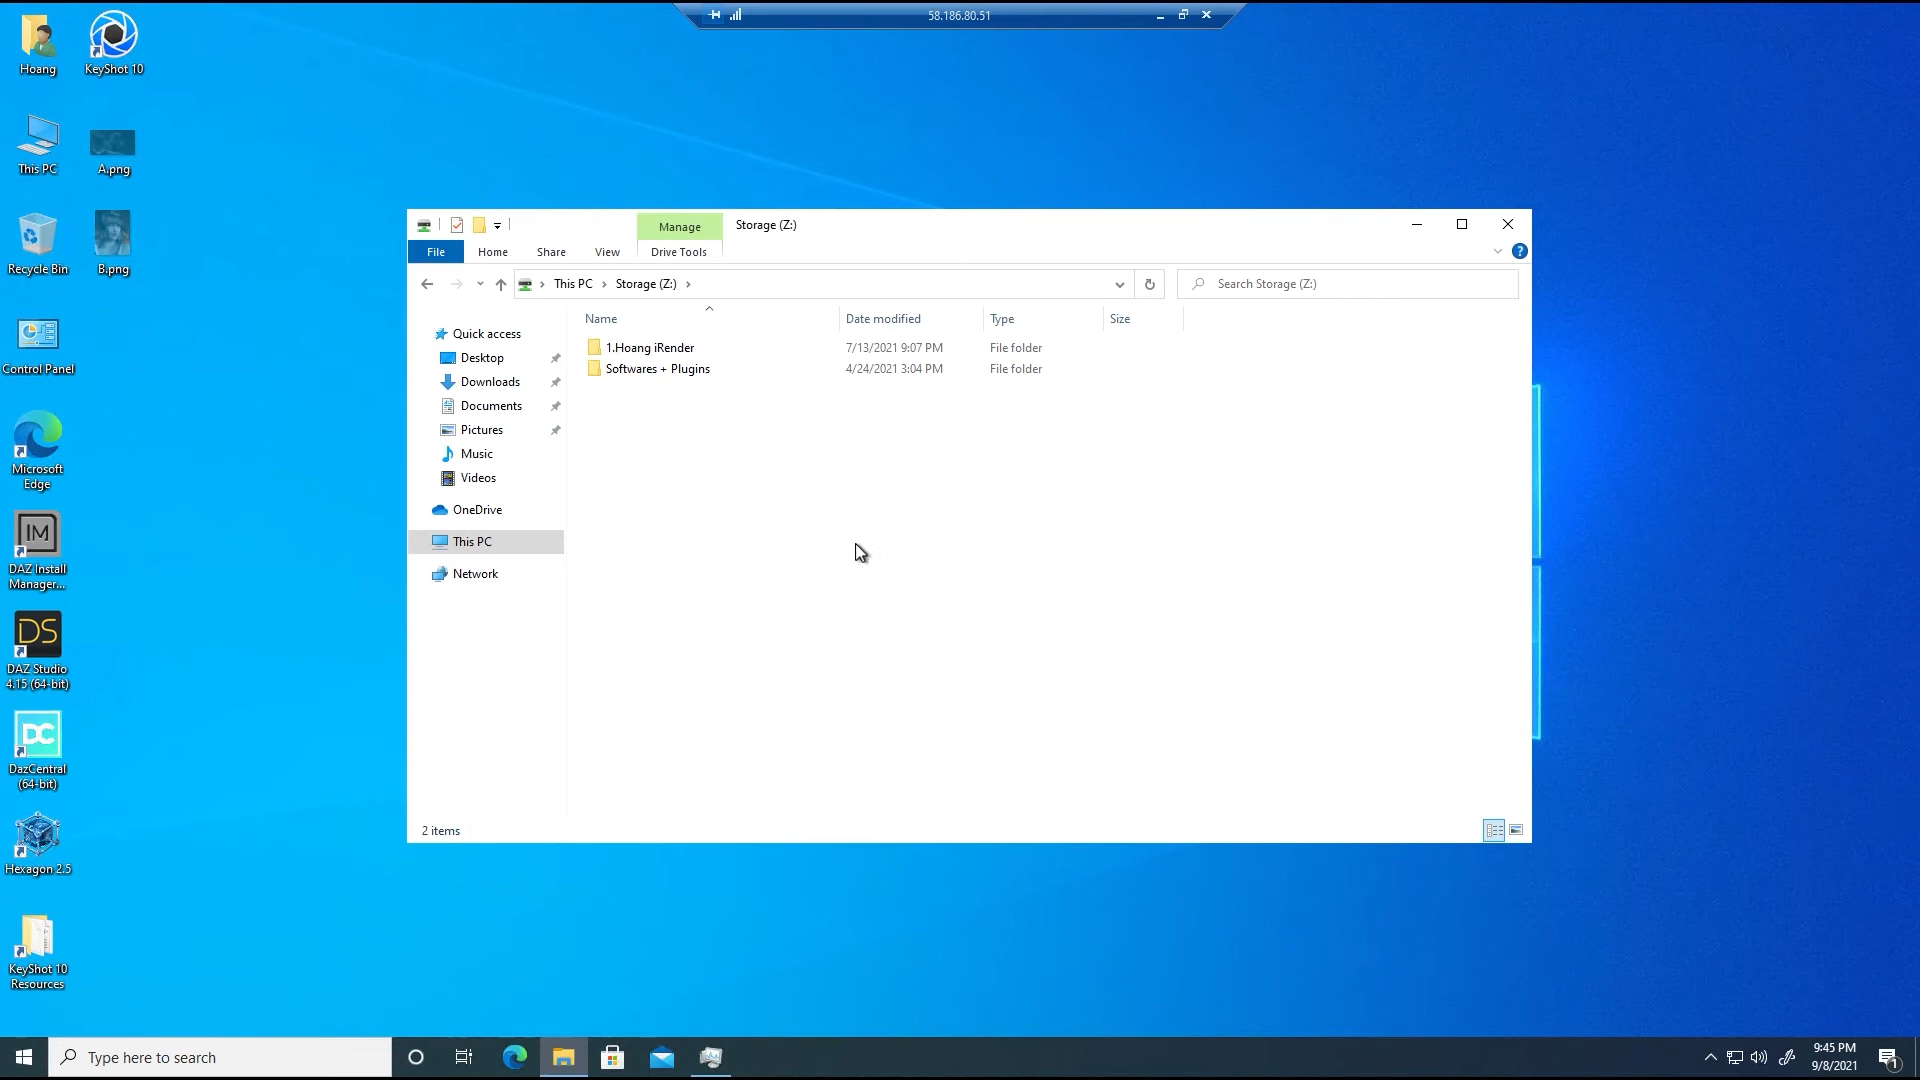 58.186.80.51
Hoang
KeyShot 10
This PC
A.png
Recycle Bin
B.png
Control Panel
Microsoft
Edge
IM
DAZ Install
Manager...
DS
DAZ Studio
4.15 (64-bit)
DC
DazCentral
(64-bit)
Hexagon 2.5
KeyShot 10
Resources
Manage
Storage (Z:)
File
Home
Share
View
Drive Tools
?
This PC
Storage (Z:)
Search Storage (Z:)
Name
Date modified
Type
Size
1.Hoang iRender
7/13/2021 9:07 PM
File folder
Softwares + Plugins
4/24/2021 3:04 PM
File folder
Quick access
Desktop
Downloads
Documents
Pictures
Music
Videos
OneDrive
This PC
Network
2 items
Type here to search
9:45 PM
9/8/2021
1